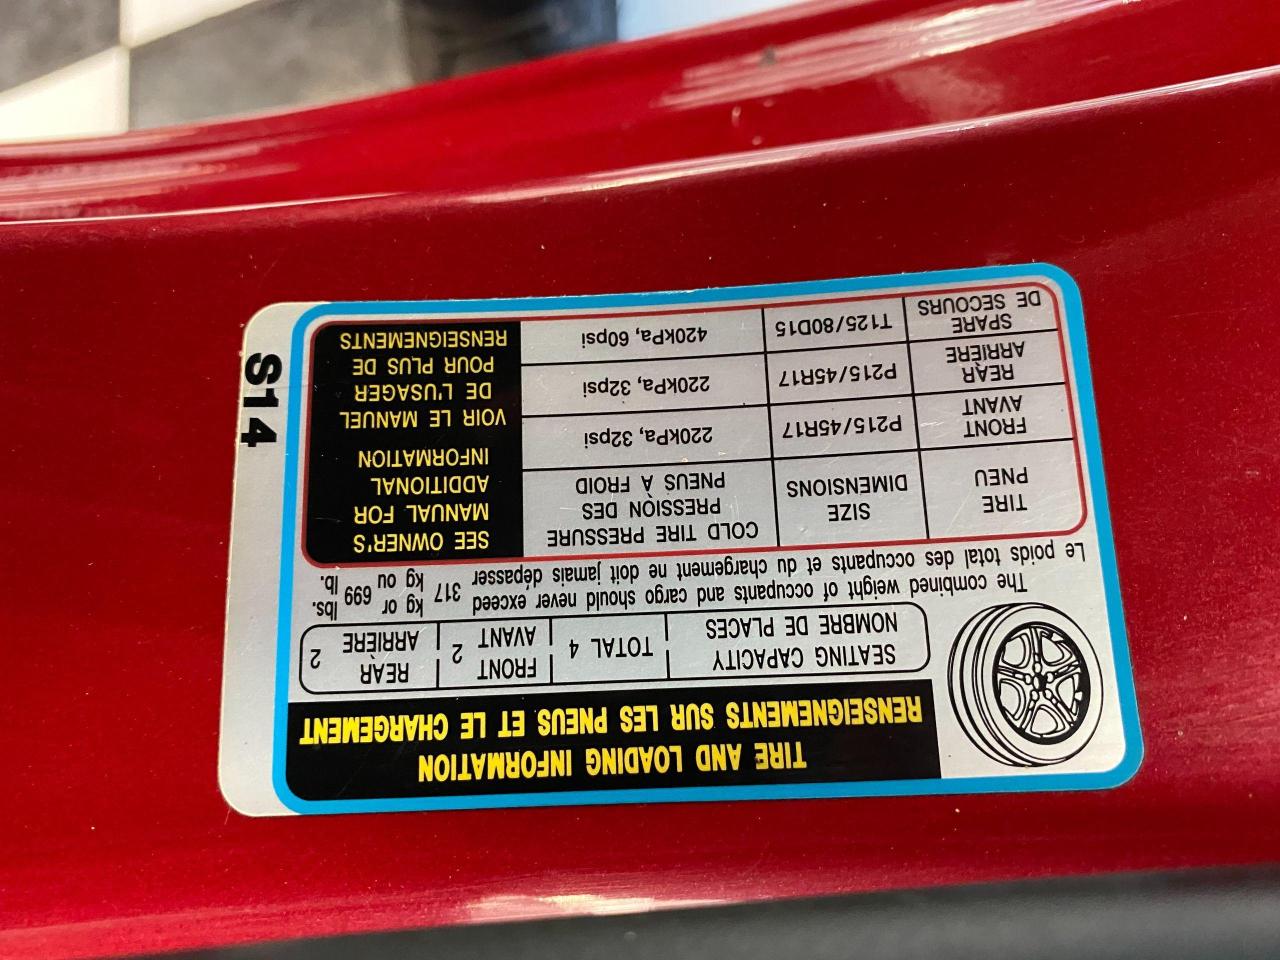 TIRE AND LOADING INFORMATION
RENSEIGNEMENTS SUR LES PNEUS ET LE CHARGEMENT
SEATING CAPACITY
NOMBRE DE PLACES
TOTAL 4
FRONT
AVANT 2
REAR
ARRIÈRE 2
The combined weight of occupants and cargo should never exceed 317 kg or 699 lbs.
Le poids total des occupants et du chargement ne doit jamais dépasser 317 kg ou 699 lb.
TIRE
PNEU
SIZE
DIMENSIONS
COLD TIRE PRESSURE
PRESSION DES
PNEUS À FROID
FRONT
AVANT
P215/45R17
220kPa, 32psi
REAR
ARRIÈRE
P215/45R17
220kPa, 32psi
SPARE
DE SECOURS
T125/80D15
420kPa, 60psi
SEE OWNER'S
MANUAL FOR
ADDITIONAL
INFORMATION
VOIR LE MANUEL
DE L'USAGER
POUR PLUS DE
RENSEIGNEMENTS
S14